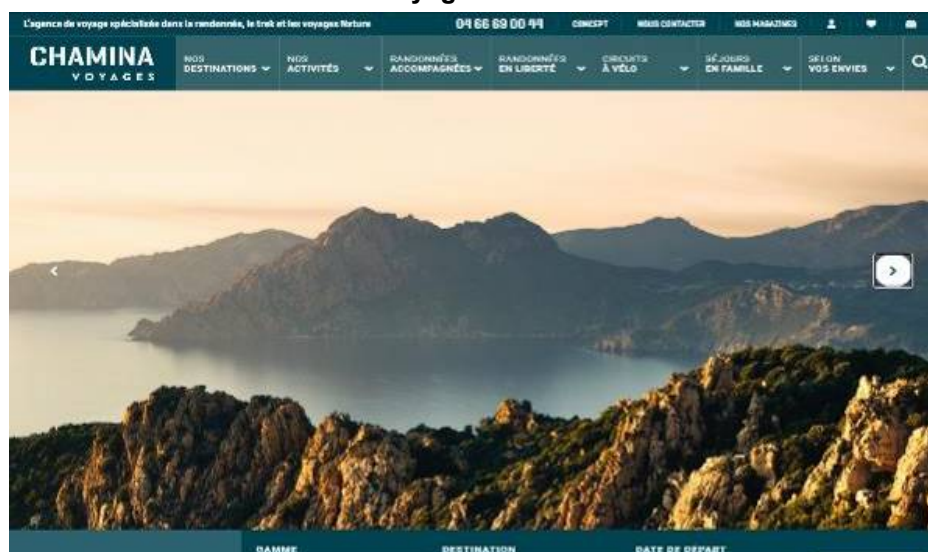 L'agence de voyage spécialisée dans la randonnée, le trek et les voyages Nature
04 66 69 00 44
CONCEPT
NOUS CONTACTER
NOS MAGAZINES
CHAMINA
VOYAGES
NOS
DESTINATIONS
NOS
ACTIVITÉS
RANDONNÉES
ACCOMPAGNÉES
RANDONNÉES
EN LIBERTÉ
CIRCUITS
À VÉLO
SÉJOURS
EN FAMILLE
SELON
VOS ENVIES
GAMME
DESTINATION
DATE DE DÉPART